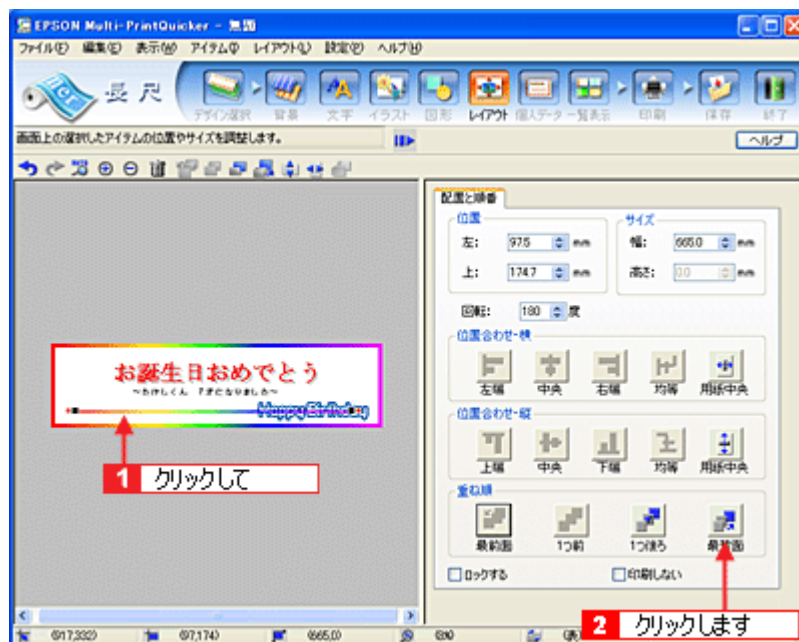 EPSON Multi-PrintQuicker - 無題
ファイル(F) 編集(E) 表示(W) アイテム(I) レイアウト(L) 設定(P) ヘルプ(H)
長尺
デザイン選択 背景 文字 イラスト 図形 レイアウト 個人データ 一覧表示 印刷 保存 終了
画面上の選択したアイテムの位置やサイズを調整します。
ヘルプ
配置と順番
位置 サイズ
左: 97.5 mm 幅: 665.0 mm
上: 174.7 mm 高さ: 0.0 mm
回転: 180 度
位置合わせ-横
左端 中央 右端 均等 用紙中央
位置合わせ-縦
上端 中央 下端 均等 用紙中央
重ね順
最前面 1つ前 1つ後ろ 最背面
ロックする 印刷しない
お誕生日おめでとう
Happy Birthday
1 クリックして
2 クリックします
(917,332) (97,174) (665,0)